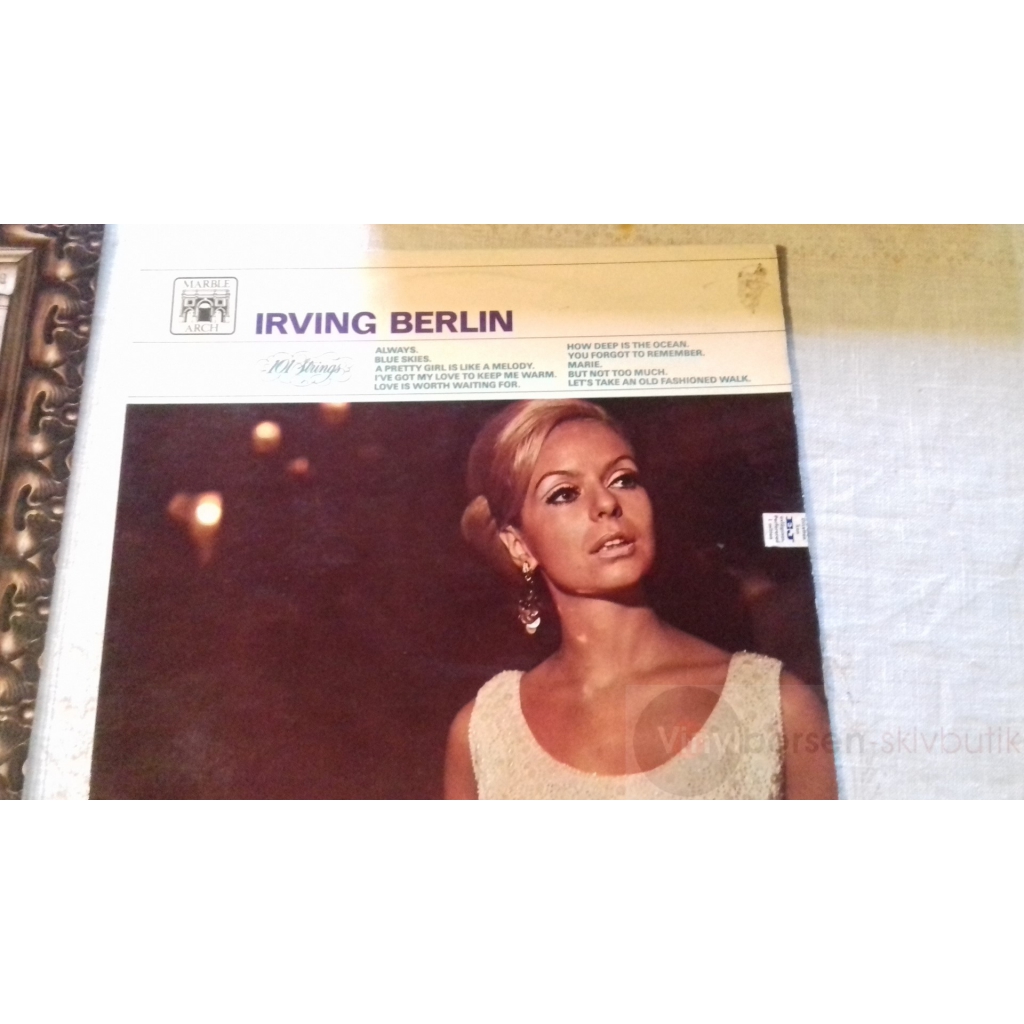 MARBLE
ARCH
IRVING BERLIN
101 Strings
ALWAYS.
BLUE SKIES.
A PRETTY GIRL IS LIKE A MELODY.
I'VE GOT MY LOVE TO KEEP ME WARM.
LOVE IS WORTH WAITING FOR.
HOW DEEP IS THE OCEAN.
YOU FORGOT TO REMEMBER.
MARIE.
BUT NOT TOO MUCH.
LET'S TAKE AN OLD FASHIONED WALK.
Vinylbörsen-skivbutik